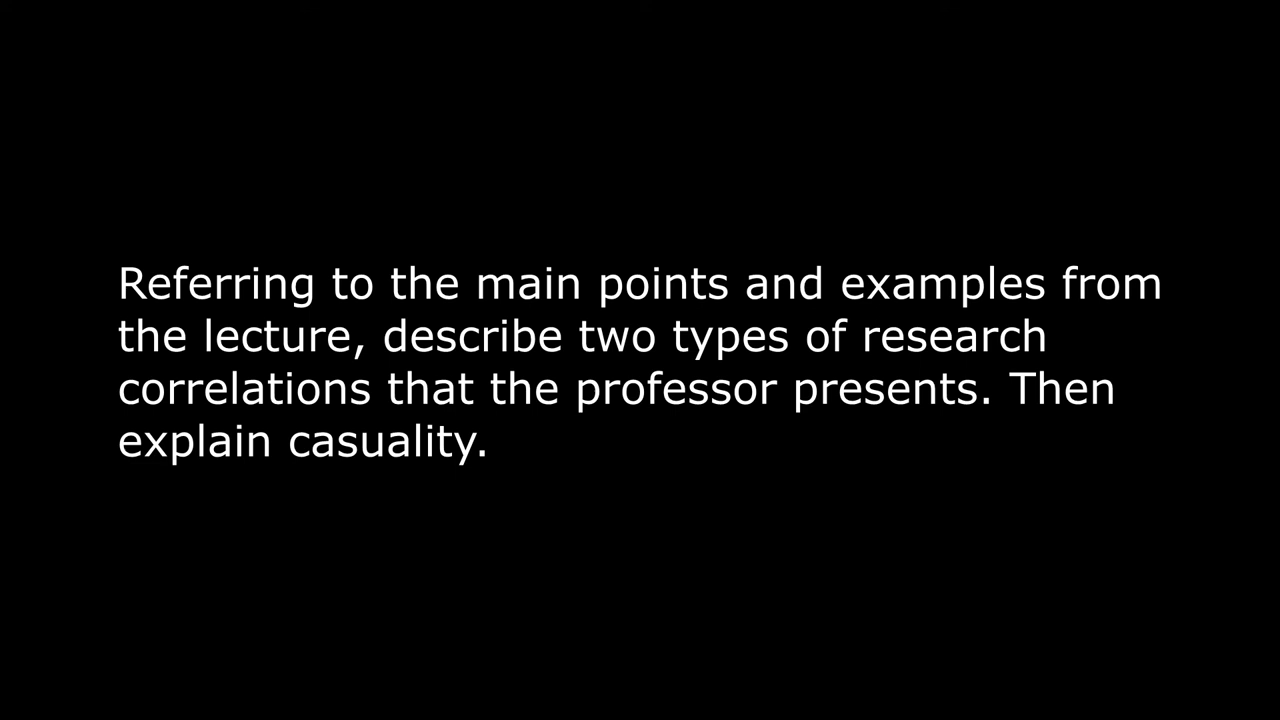 Referring to the main points and examples from
the lecture, describe two types of research
correlations that the professor presents. Then
explain casuality.